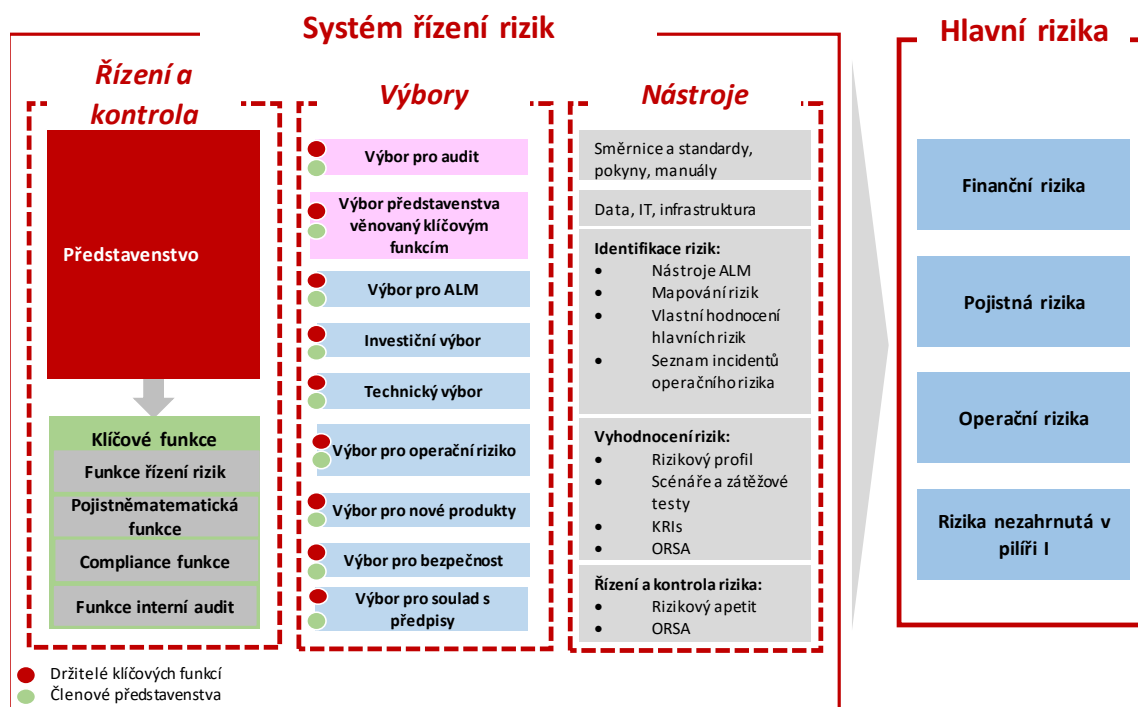 Systém řízení rizik
Hlavní rizika
Řízení a
kontrola
Výbory
Nástroje
Představenstvo
Klíčové funkce
Funkce řízení rizik
Pojistněmatematická
funkce
Compliance funkce
Funkce interní audit
Výbor pro audit
Výbor představenstva
věnovaný klíčovým
funkcím
Výbor pro ALM
Investiční výbor
Technický výbor
Výbor pro operační riziko
Výbor pro nové produkty
Výbor pro bezpečnost
Výbor pro soulad s
předpisy
Směrnice a standardy,
pokyny, manuály
Data, IT, infrastruktura
Identifikace rizik:
• Nástroje ALM
• Mapování rizik
• Vlastní hodnocení
hlavních rizik
• Seznam incidentů
operačního rizika
Vyhodnocení rizik:
• Rizikový profil
• Scénáře a zátěžové
testy
• KRIs
• ORSA
Řízení a kontrola rizika:
• Rizikový apetit
• ORSA
Finanční rizika
Pojistná rizika
Operační rizika
Rizika nezahrnutá v
pilíři I
Držitelé klíčových funkcí
Členové představenstva